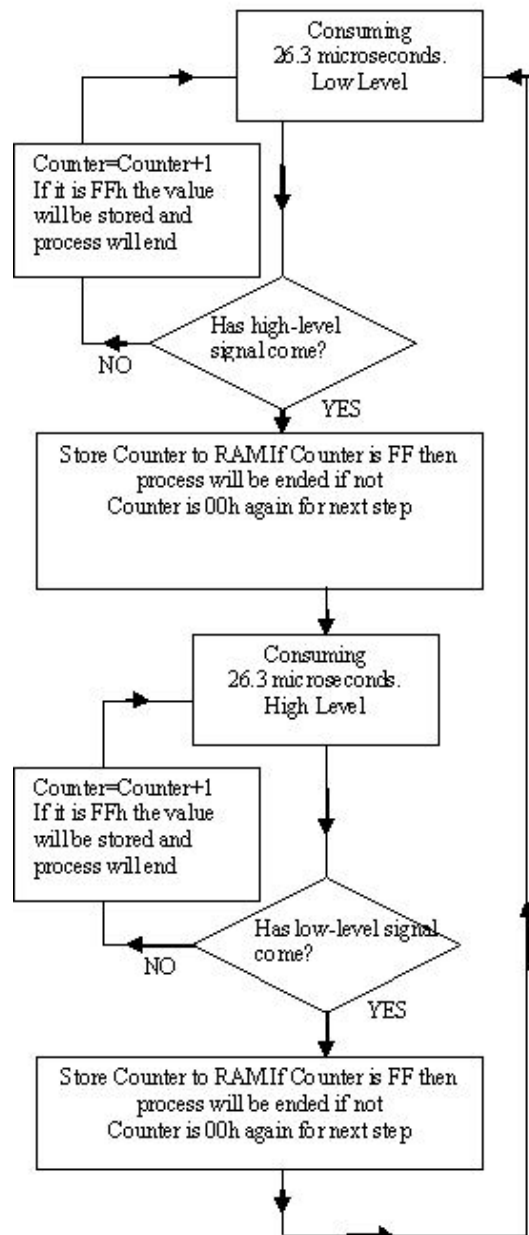 Consuming
26.3 microseconds.
Low Level
Counter=Counter+1
If it is FFh the value
will be stored and
process will end
Has high-level
signal come?
NO
YES
Store Counter to RAM.If Counter is FF then
process will be ended if not
Counter is 00h again for next step
Consuming
26.3 microseconds.
High Level
Counter=Counter+1
If it is FFh the value
will be stored and
process will end
Has low-level signal
come?
NO
YES
Store Counter to RAM.If Counter is FF then
process will be ended if not
Counter is 00h again for next step